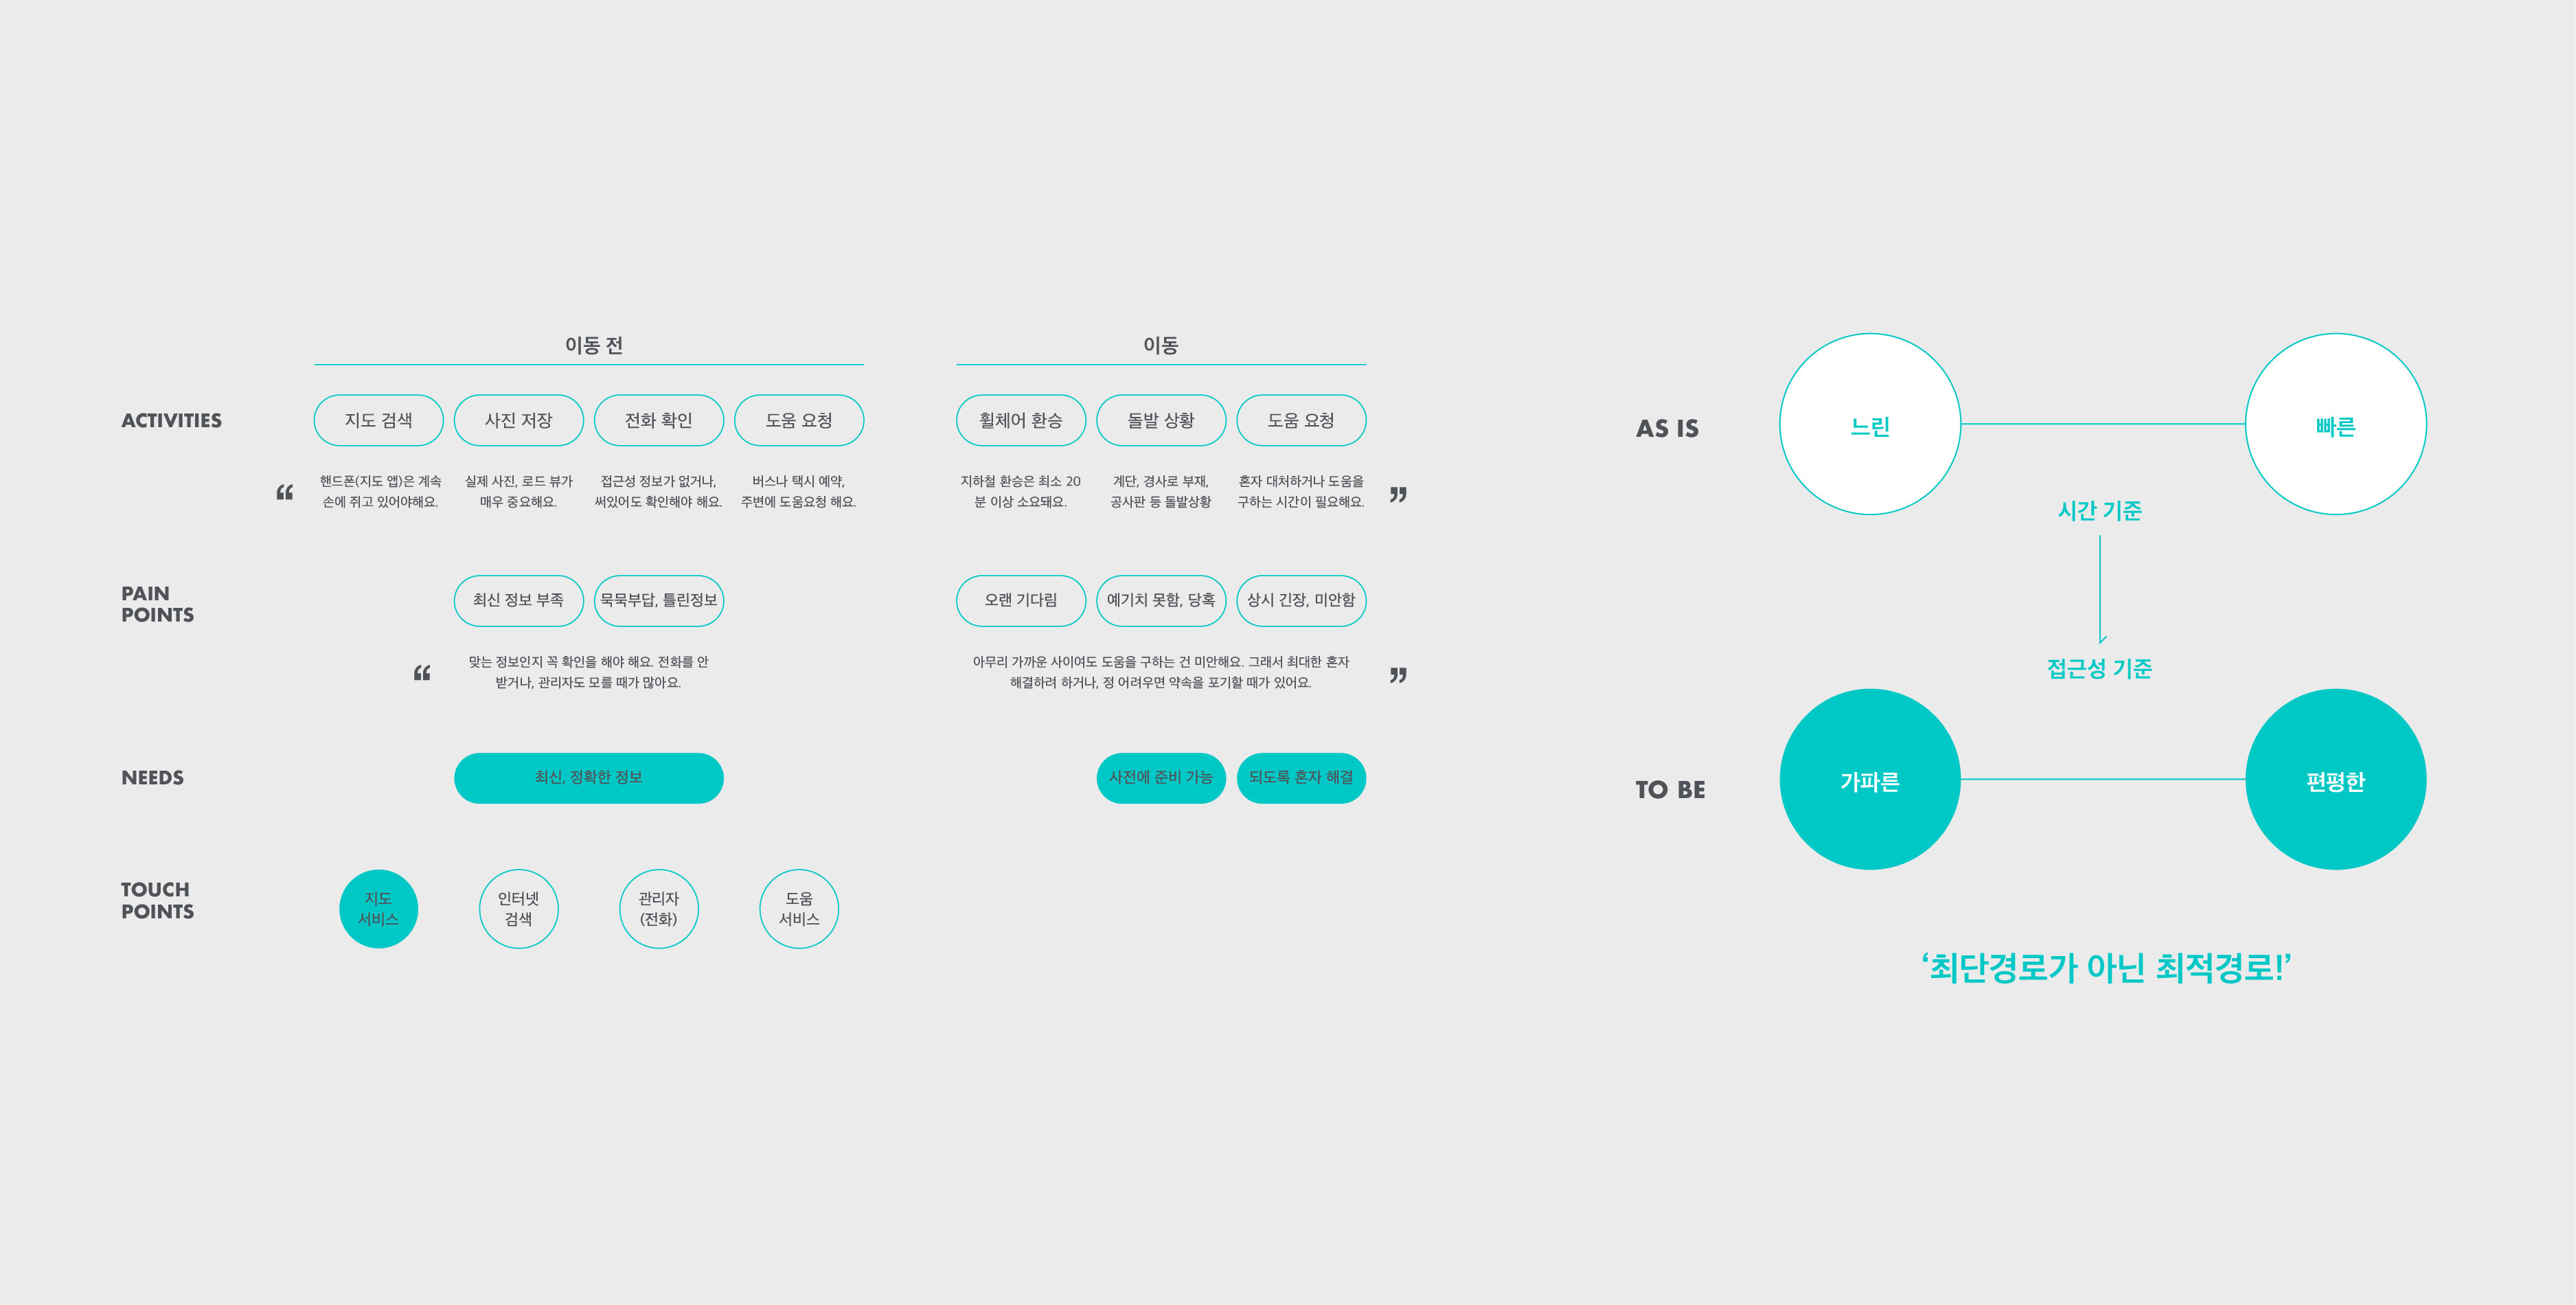 이동 전
이동
ACTIVITIES
지도 검색
사진 저장
전화 확인
도움 요청
휠체어 환승
돌발 상황
도움 요청
“
핸드폰(지도 앱)은 계속
손에 쥐고 있어야해요.
실제 사진, 로드 뷰가
매우 중요해요.
접근성 정보가 없거나,
써있어도 확인해야 해요.
버스나 택시 예약,
주변에 도움요청 해요.
지하철 환승은 최소 20
분 이상 소요돼요.
계단, 경사로 부재,
공사판 등 돌발상황
혼자 대처하거나 도움을
구하는 시간이 필요해요.
”
PAIN
POINTS
최신 정보 부족
묵묵부답, 틀린정보
오랜 기다림
예기치 못함, 당혹
상시 긴장, 미안함
“
맞는 정보인지 꼭 확인을 해야 해요. 전화를 안
받거나, 관리자도 모를 때가 많아요.
아무리 가까운 사이여도 도움을 구하는 건 미안해요. 그래서 최대한 혼자
해결하려 하거나, 정 어려우면 약속을 포기할 때가 있어요.
”
NEEDS
최신, 정확한 정보
사전에 준비 가능
되도록 혼자 해결
TOUCH
POINTS
지도
서비스
인터넷
검색
관리자
(전화)
도움
서비스
AS IS
느린
빠른
시간 기준
접근성 기준
TO BE
가파른
편평한
‘최단경로가 아닌 최적경로!’